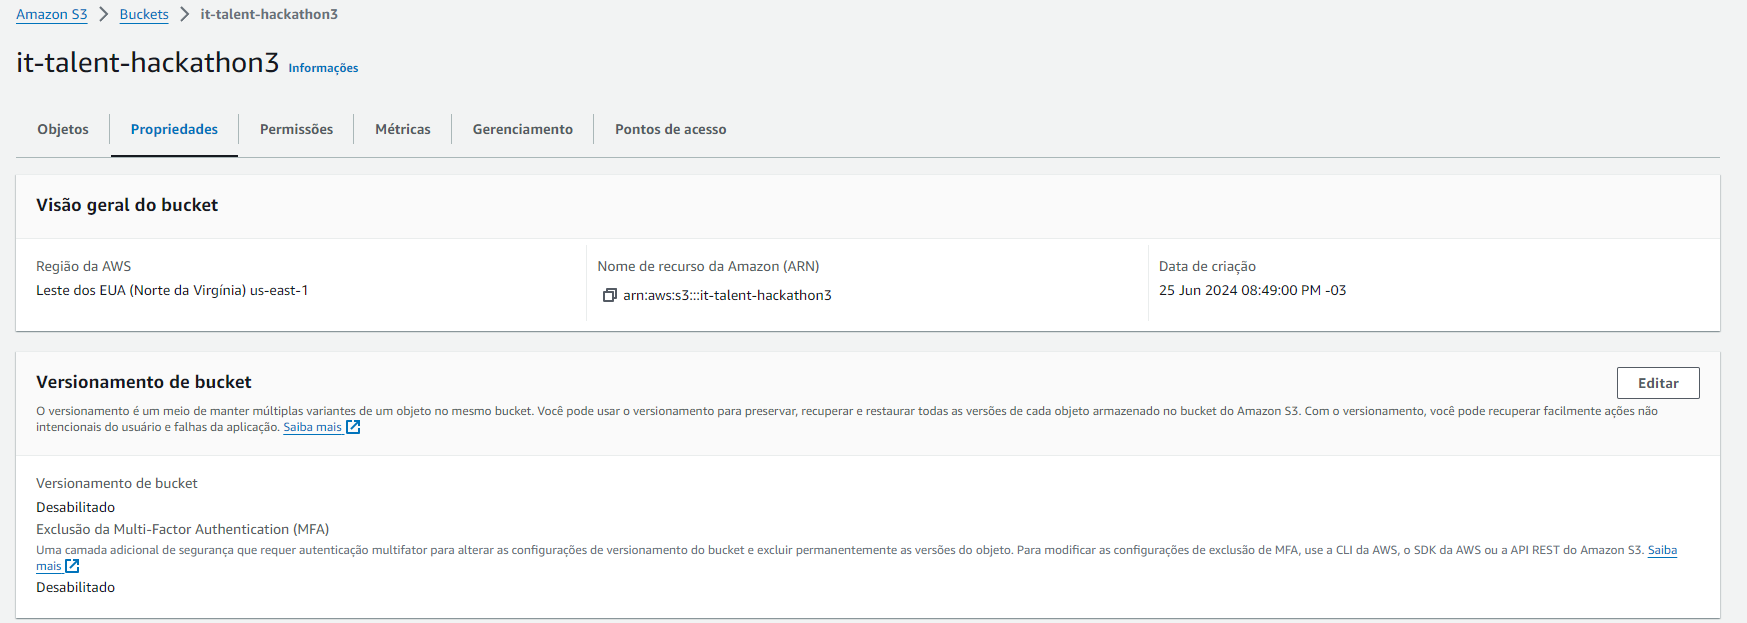 Amazon S3 > Buckets > it-talent-hackathon3
it-talent-hackathon3 Informações
Objetos Propriedades Permissões Métricas Gerenciamento Pontos de acesso
Visão geral do bucket
Região da AWS
Leste dos EUA (Norte da Virgínia) us-east-1
Nome de recurso da Amazon (ARN)
arn:aws:s3:::it-talent-hackathon3
Data de criação
25 Jun 2024 08:49:00 PM -03
Versionamento de bucket
Editar
O versionamento é um meio de manter múltiplas variantes de um objeto no mesmo bucket. Você pode usar o versionamento para preservar, recuperar e restaurar todas as versões de cada objeto armazenado no bucket do Amazon S3. Com o versionamento, você pode recuperar facilmente ações não
intencionais do usuário e falhas da aplicação. Saiba mais
Versionamento de bucket
Desabilitado
Exclusão da Multi-Factor Authentication (MFA)
Uma camada adicional de segurança que requer autenticação multifator para alterar as configurações de versionamento do bucket e excluir permanentemente as versões do objeto. Para modificar as configurações de exclusão de MFA, use a CLI da AWS, o SDK da AWS ou a API REST do Amazon S3. Saiba
mais
Desabilitado